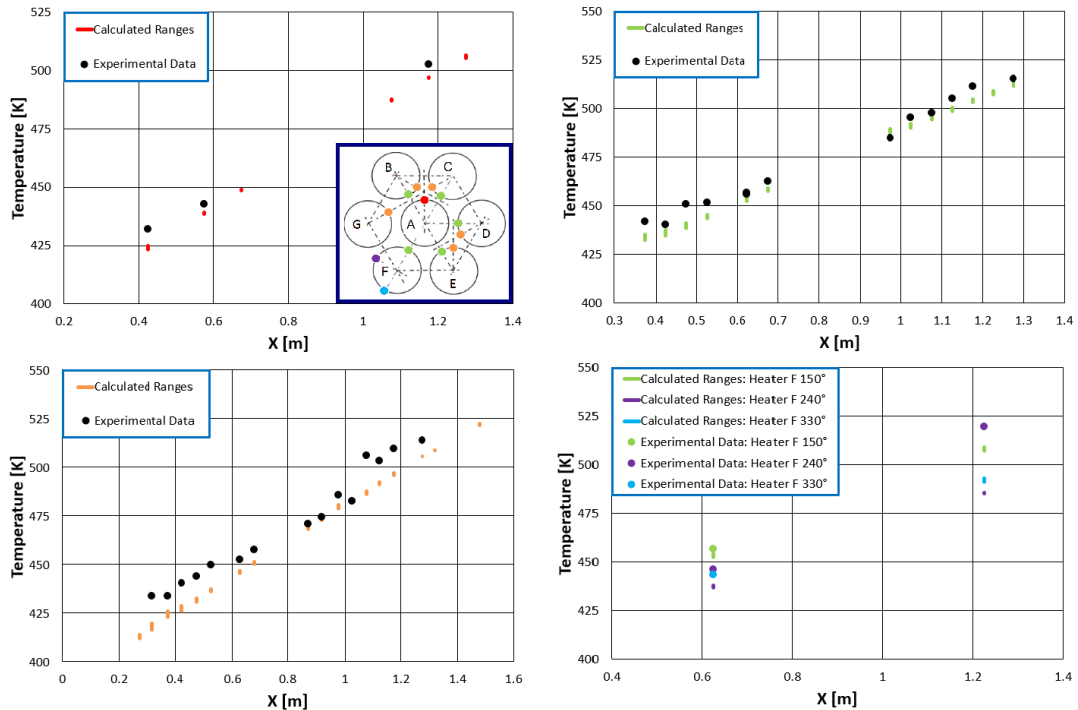 525
500
475
450
425
400
Temperature [K]
Calculated Ranges
Experimental Data
B
C
G
A
D
F
E
0.2 0.4 0.6 0.8 1 1.2 1.4
X [m]
550
525
500
475
450
425
400
Temperature [K]
Calculated Ranges
Experimental Data
0.3 0.4 0.5 0.6 0.7 0.8 0.9 1 1.1 1.2 1.3 1.4
X [m]
550
525
500
475
450
425
400
Temperature [K]
Calculated Ranges
Experimental Data
0 0.2 0.4 0.6 0.8 1 1.2 1.4 1.6
X [m]
550
525
500
475
450
425
400
Temperature [K]
Calculated Ranges: Heater F 150°
Calculated Ranges: Heater F 240°
Calculated Ranges: Heater F 330°
Experimental Data: Heater F 150°
Experimental Data: Heater F 240°
Experimental Data: Heater F 330°
0.4 0.6 0.8 1 1.2 1.4
X [m]